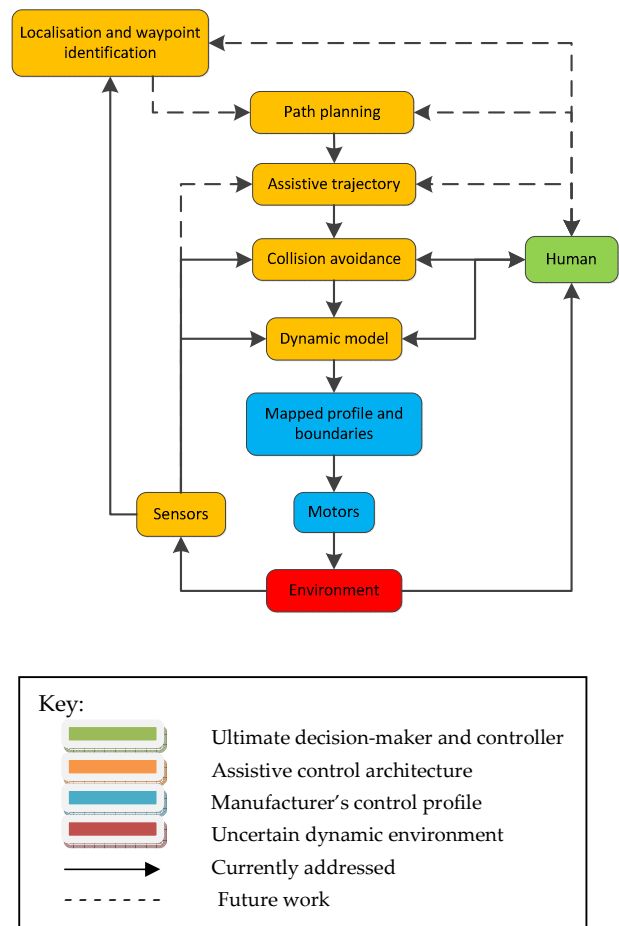 Localisation and waypoint
identification
Path planning
Assistive trajectory
Collision avoidance
Human
Dynamic model
Mapped profile and
boundaries
Sensors
Motors
Environment
Key:
Ultimate decision-maker and controller
Assistive control architecture
Manufacturer's control profile
Uncertain dynamic environment
Currently addressed
Future work